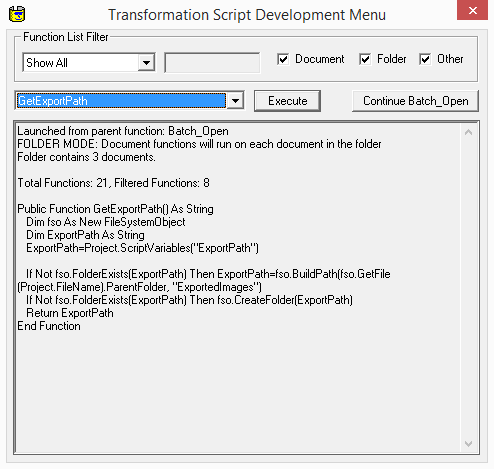 Transformation Script Development Menu
Function List Filter
Show All
Document
Folder
Other
GetExportPath
Execute
Continue Batch_Open
Launched from parent function: Batch_Open
FOLDER MODE: Document functions will run on each document in the folder
Folder contains 3 documents.
Total Functions: 21, Filtered Functions: 8
Public Function GetExportPath() As String
Dim fso As New FileSystemObject
Dim ExportPath As String
ExportPath=Project.ScriptVariables("ExportPath")
If Not fso.FolderExists(ExportPath) Then ExportPath=fso.BuildPath(fso.GetFile
(Project.FileName).ParentFolder, "ExportedImages")
If Not fso.FolderExists(ExportPath) Then fso.CreateFolder(ExportPath)
Return ExportPath
End Function